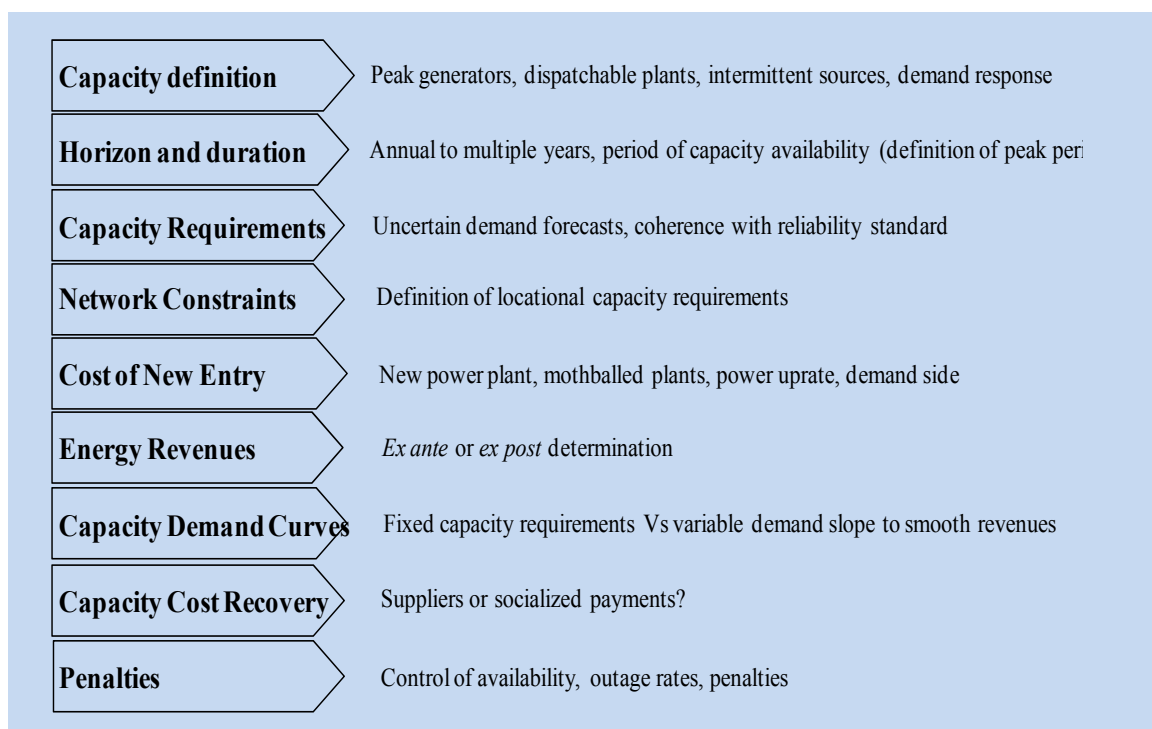 Capacity definition Peak generators, dispatchable plants, intermittent sources, demand response
Horizon and duration Annual to multiple years, period of capacity availability (definition of peak
Capacity Requirements Uncertain demand forecasts, coherence with reliability standard
Network Constraints Definition of locational capacity requirements
Cost of New Entry New power plant, mothballed plants, power uprate, demand side
Energy Revenues Ex ante or ex post determination
Capacity Demand Curves Fixed capacity requirements Vs variable demand slope to smooth revenues
Capacity Cost Recovery Suppliers or socialized payments?
Penalties Control of availability, outage rates, penalties